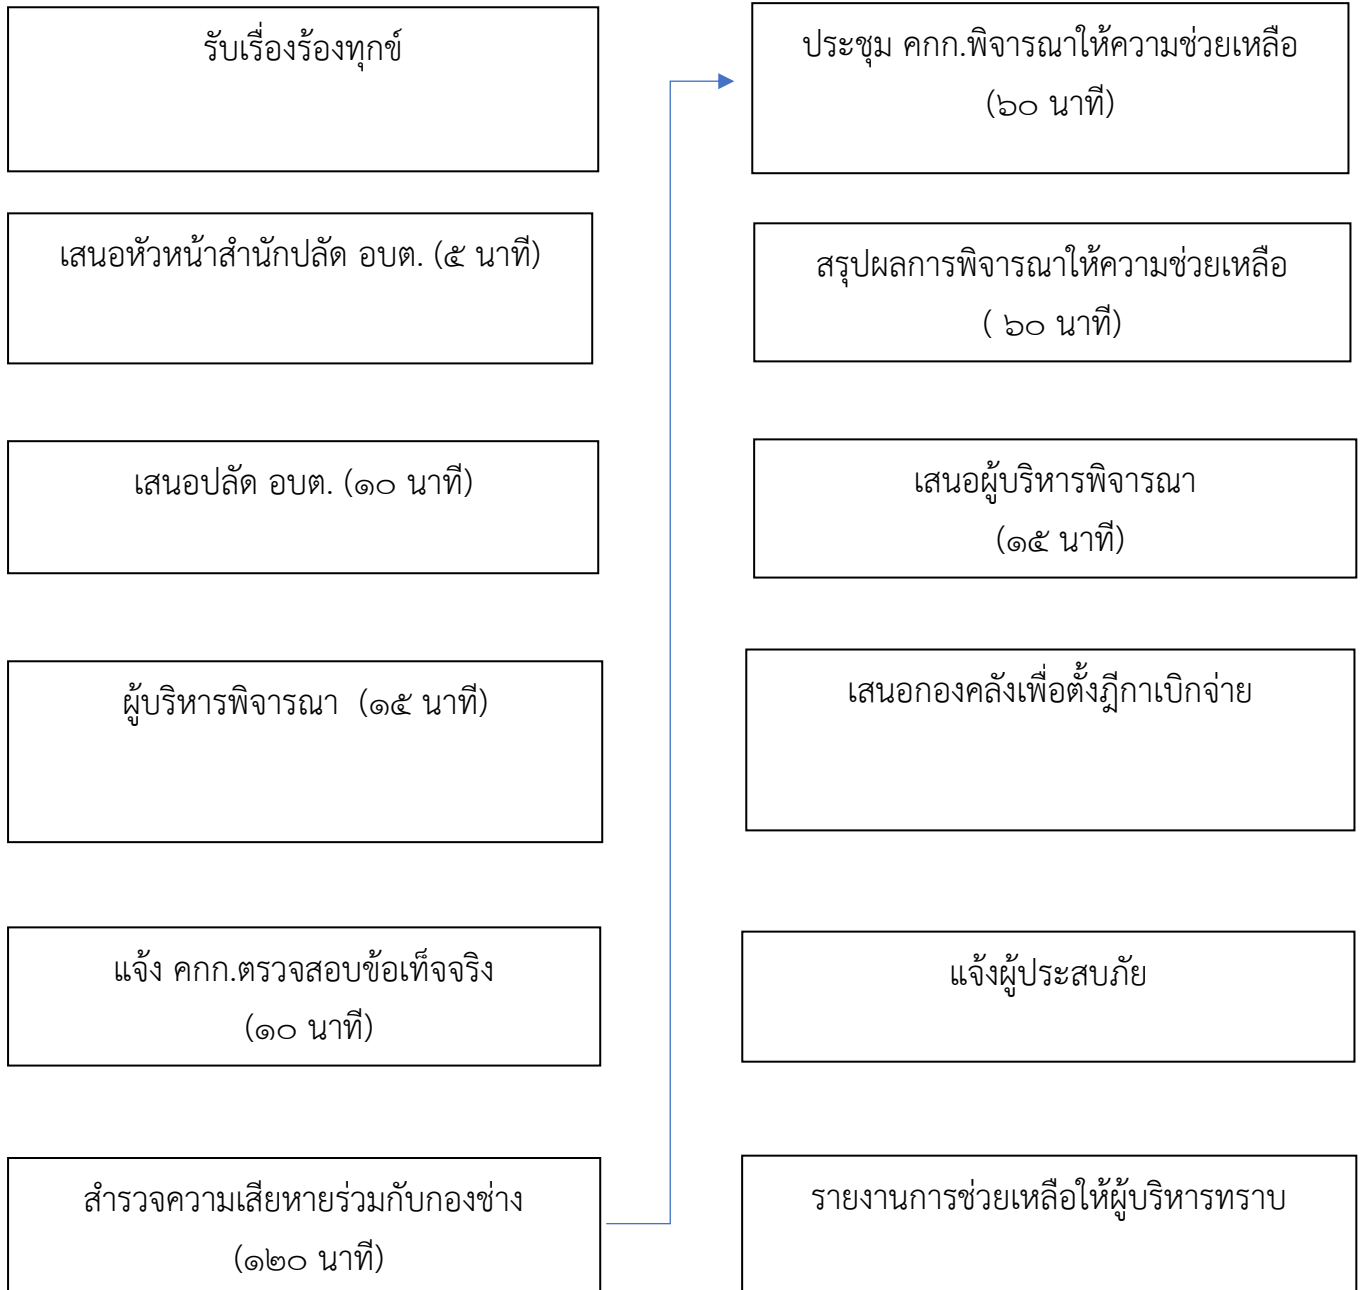 รับเรื่องร้องทุกข์
เสนอหัวหน้าสำนักปลัด อบต. (๕ นาที)
เสนอปลัด อบต. (๑๐ นาที)
ผู้บริหารพิจารณา (๑๕ นาที)
แจ้ง คกก.ตรวจสอบข้อเท็จจริง
(๑๐ นาที)
สำรวจความเสียหายร่วมกับกองช่าง
(๑๒๐ นาที)
ประชุม คกก.พิจารณาให้ความช่วยเหลือ
(๖๐ นาที)
สรุปผลการพิจารณาให้ความช่วยเหลือ
( ๖๐ นาที)
เสนอผู้บริหารพิจารณา
(๑๕ นาที)
เสนอกองคลังเพื่อตั้งฎีกาเบิกจ่าย
แจ้งผู้ประสบภัย
รายงานการช่วยเหลือให้ผู้บริหารทราบ